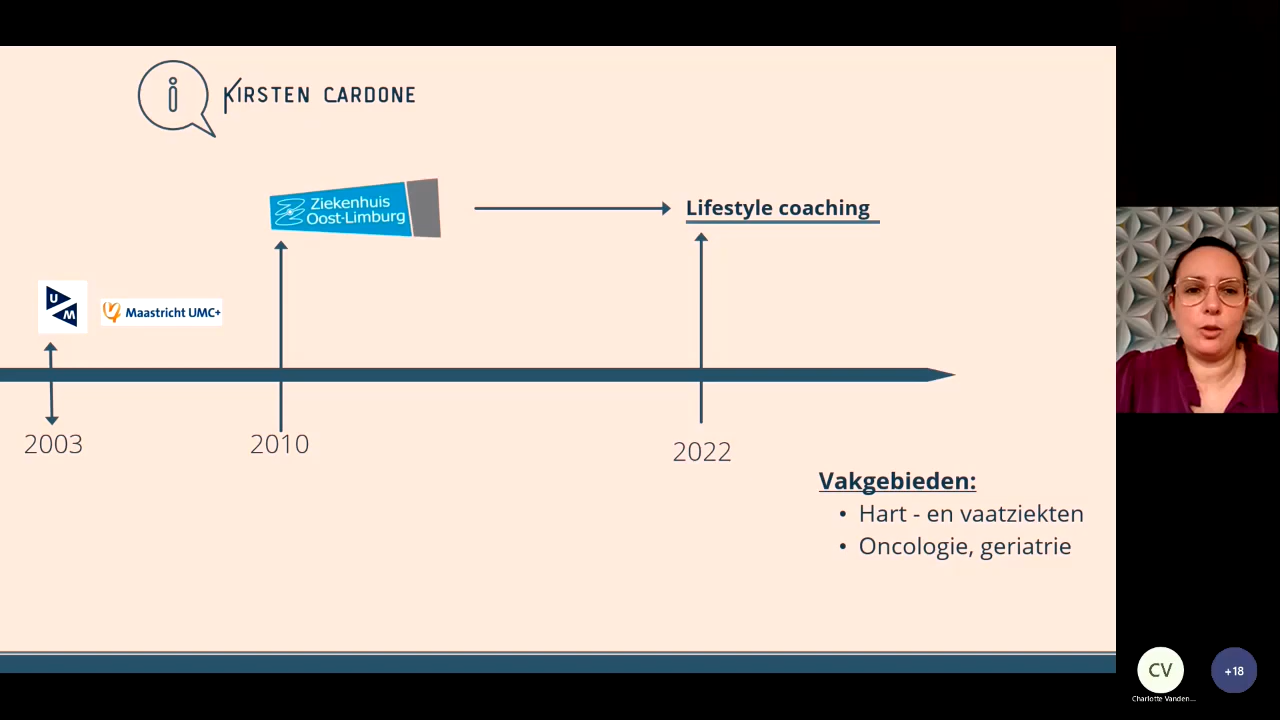 i
KIRSTEN CARDONE
Ziekenhuis
Oost-Limburg
Lifestyle coaching
U
M
Maastricht UMC+
2003
2010
2022
Vakgebieden:
• Hart - en vaatziekten
• Oncologie, geriatrie
CV
+18
Charlotte Vanden...